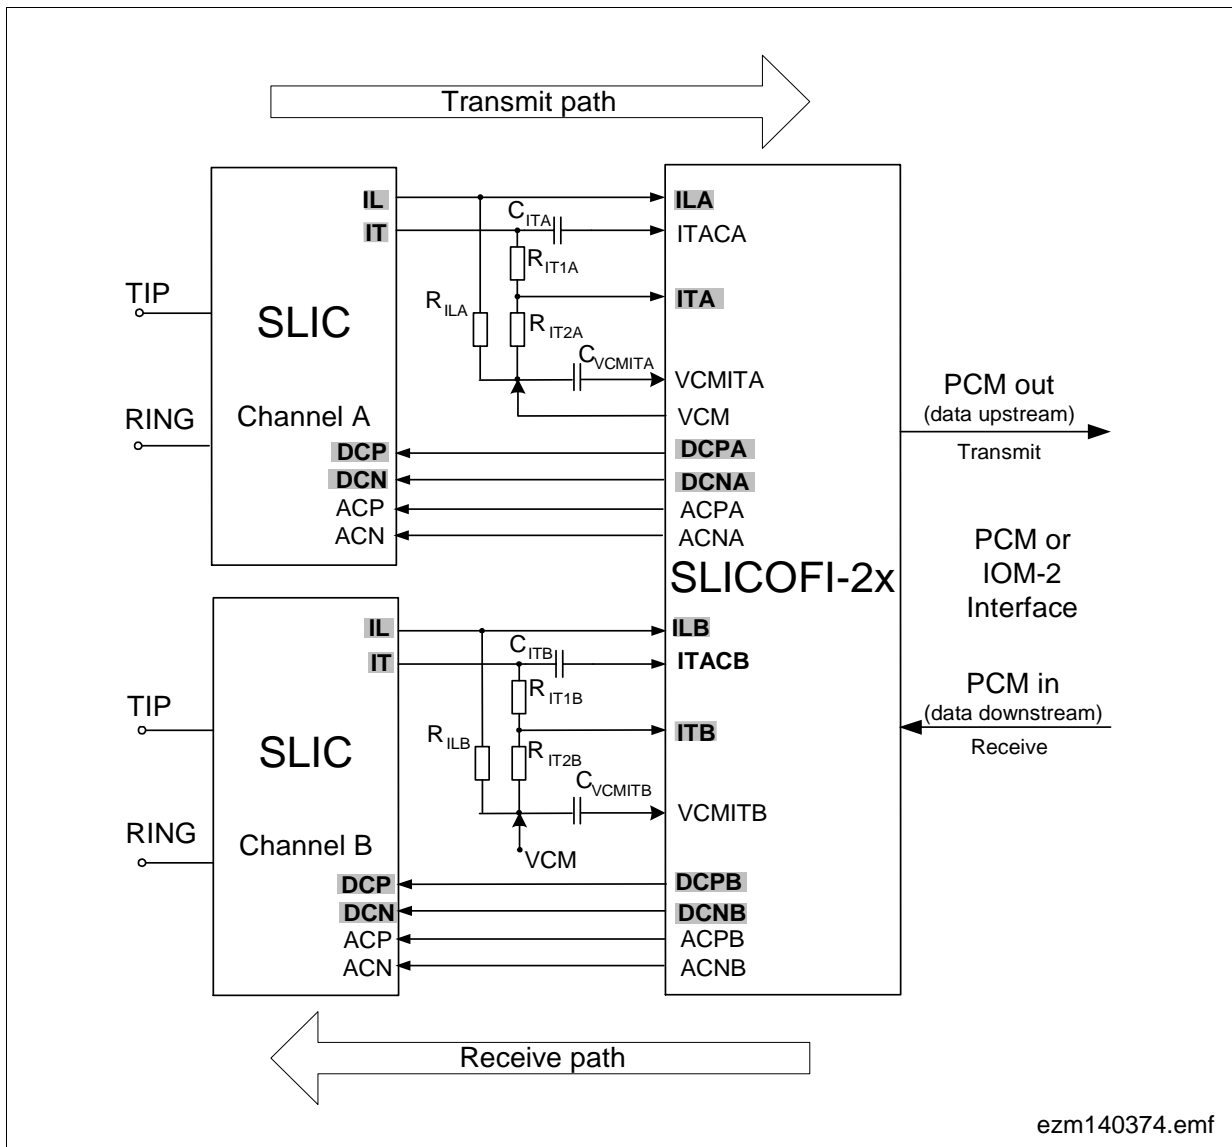 Transmit path
IL
IT
TIP
SLIC
RING
Channel A
DCP
DCN
ACP
ACN
C ITA
R IT1A
R ILA
R IT2A
C VCMITA
ILA
ITACA
ITA
VCMITA
VCM
DCPA
DCNA
ACPA
ACNA
SLICOFI-2x
PCM out
(data upstream)
Transmit
PCM or
IOM-2
Interface
PCM in
(data downstream)
Receive
IL
IT
TIP
SLIC
RING
Channel B
DCP
DCN
ACP
ACN
C ITB
R IT1B
R ILB
R IT2B
C VCMITB
VCM
ILB
ITACB
ITB
VCMITB
DCPB
DCNB
ACPB
ACNB
Receive path
ezm140374.emf